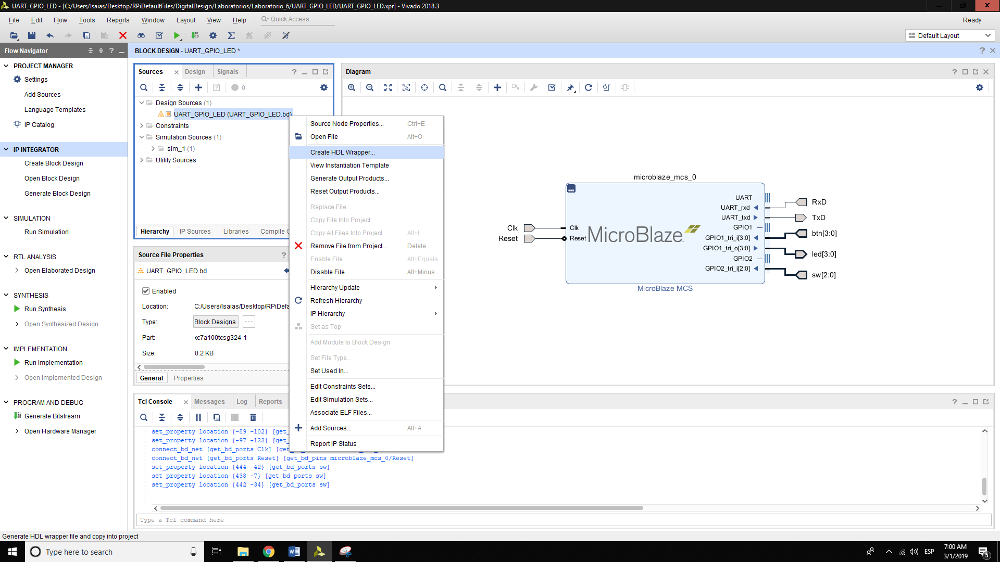 UART_GPIO_LED - [C:/Users/Isaias/Desktop/RPiDefaultFiles/DigitalDesign/Laboratorios/Laboratorio_6/UART_GPIO_LED/UART_GPIO_LED.xpr] - Vivado 2018.3
File Edit Flow Tools Reports Window Layout View Help Quick Access Ready
Default Layout
Flow Navigator
PROJECT MANAGER
Settings
Add Sources
Language Templates
IP Catalog
IP INTEGRATOR
Create Block Design
Open Block Design
Generate Block Design
SIMULATION
Run Simulation
RTL ANALYSIS
Open Elaborated Design
SYNTHESIS
Run Synthesis
Open Synthesized Design
IMPLEMENTATION
Run Implementation
Open Implemented Design
PROGRAM AND DEBUG
Generate Bitstream
Open Hardware Manager
BLOCK DESIGN - UART_GPIO_LED *
Sources Design Signals
0
Design Sources (1)
UART_GPIO_LED (UART_GPIO_LED.bd)
Constraints
Simulation Sources (1)
sim_1 (1)
Utility Sources
Hierarchy IP Sources Libraries Compile
Source File Properties
UART_GPIO_LED.bd
Enabled
Location: C:/Users/Isaias/Desktop/RPiDefa
Type: Block Designs
Part: xc7a100tcsg324-1
Size: 0.2 KB
General Properties
Source Node Properties... Ctrl+E
Open File Alt+O
Create HDL Wrapper...
View Instantiation Template
Generate Output Products...
Reset Output Products...
Replace File...
Copy File Into Project
Copy All Files Into Project Alt+I
Remove File from Project... Delete
Enable File Alt+Equals
Disable File Alt+Minus
Hierarchy Update
Refresh Hierarchy
IP Hierarchy
Set as Top
Add Module to Block Design
Set File Type...
Set Used In...
Edit Constraints Sets...
Edit Simulation Sets...
Associate ELF Files...
Add Sources... Alt+A
Report IP Status
Diagram
microblaze_mcs_0
Clk
Reset
Clk
Reset
MicroBlaze
UART
UART_rxd
UART_txd
GPIO1
GPIO1_tri_i[3:0]
GPIO1_tri_o[3:0]
GPIO2
GPIO2_tri_i[2:0]
RxD
TxD
btn[3:0]
led[3:0]
sw[2:0]
MicroBlaze MCS
Tcl Console Messages Log Reports
set_property location {-89 -102} [get_
set_property location {-97 -122} [get_
connect_bd_net [get_bd_ports Clk] [get_
connect_bd_net [get_bd_ports Reset] [get_bd_pins microblaze_mcs_0/Reset]
set_property location {444 -42} [get_bd_ports sw]
set_property location {438 -7} [get_bd_ports sw]
set_property location {442 -34} [get_bd_ports sw]
Type a Tcl command here
Generate HDL wrapper file and copy into project
Type here to search
ESP
7:00 AM
3/1/2019
5